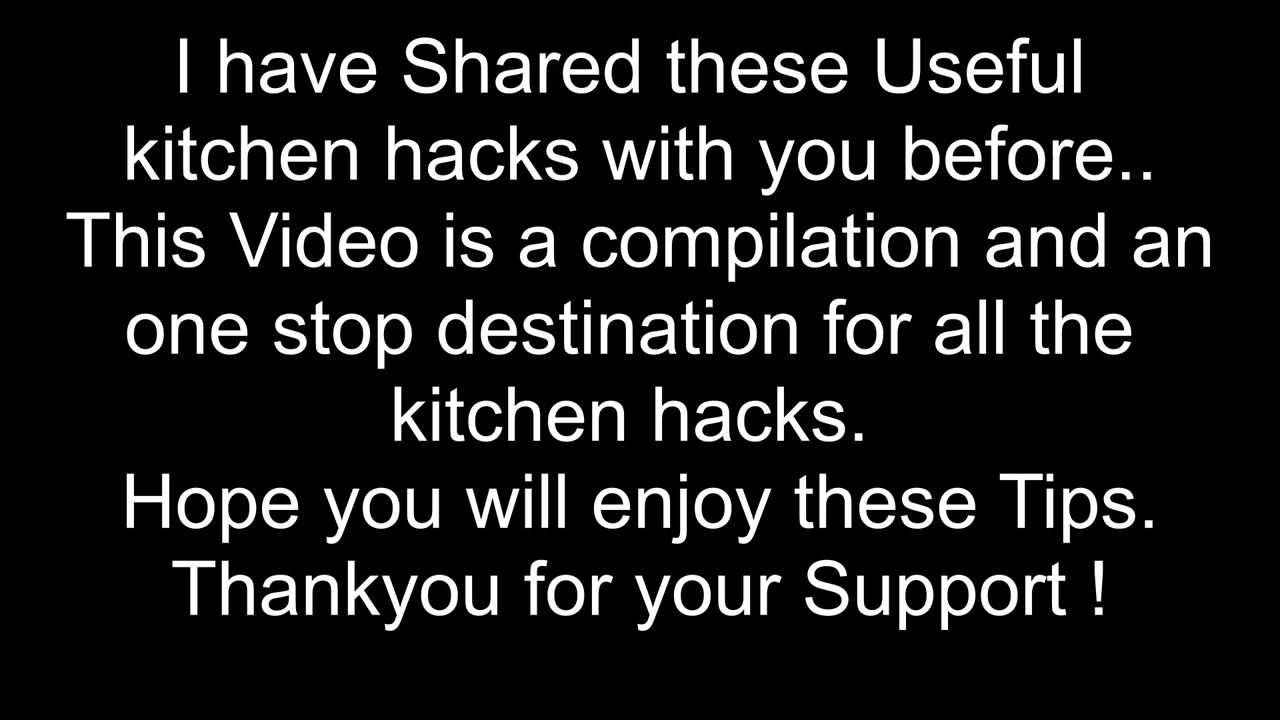 I have Shared these Useful
kitchen hacks with you before..
This Video is a compilation and an
one stop destination for all the
kitchen hacks.
Hope you will enjoy these Tips.
Thankyou for your Support !